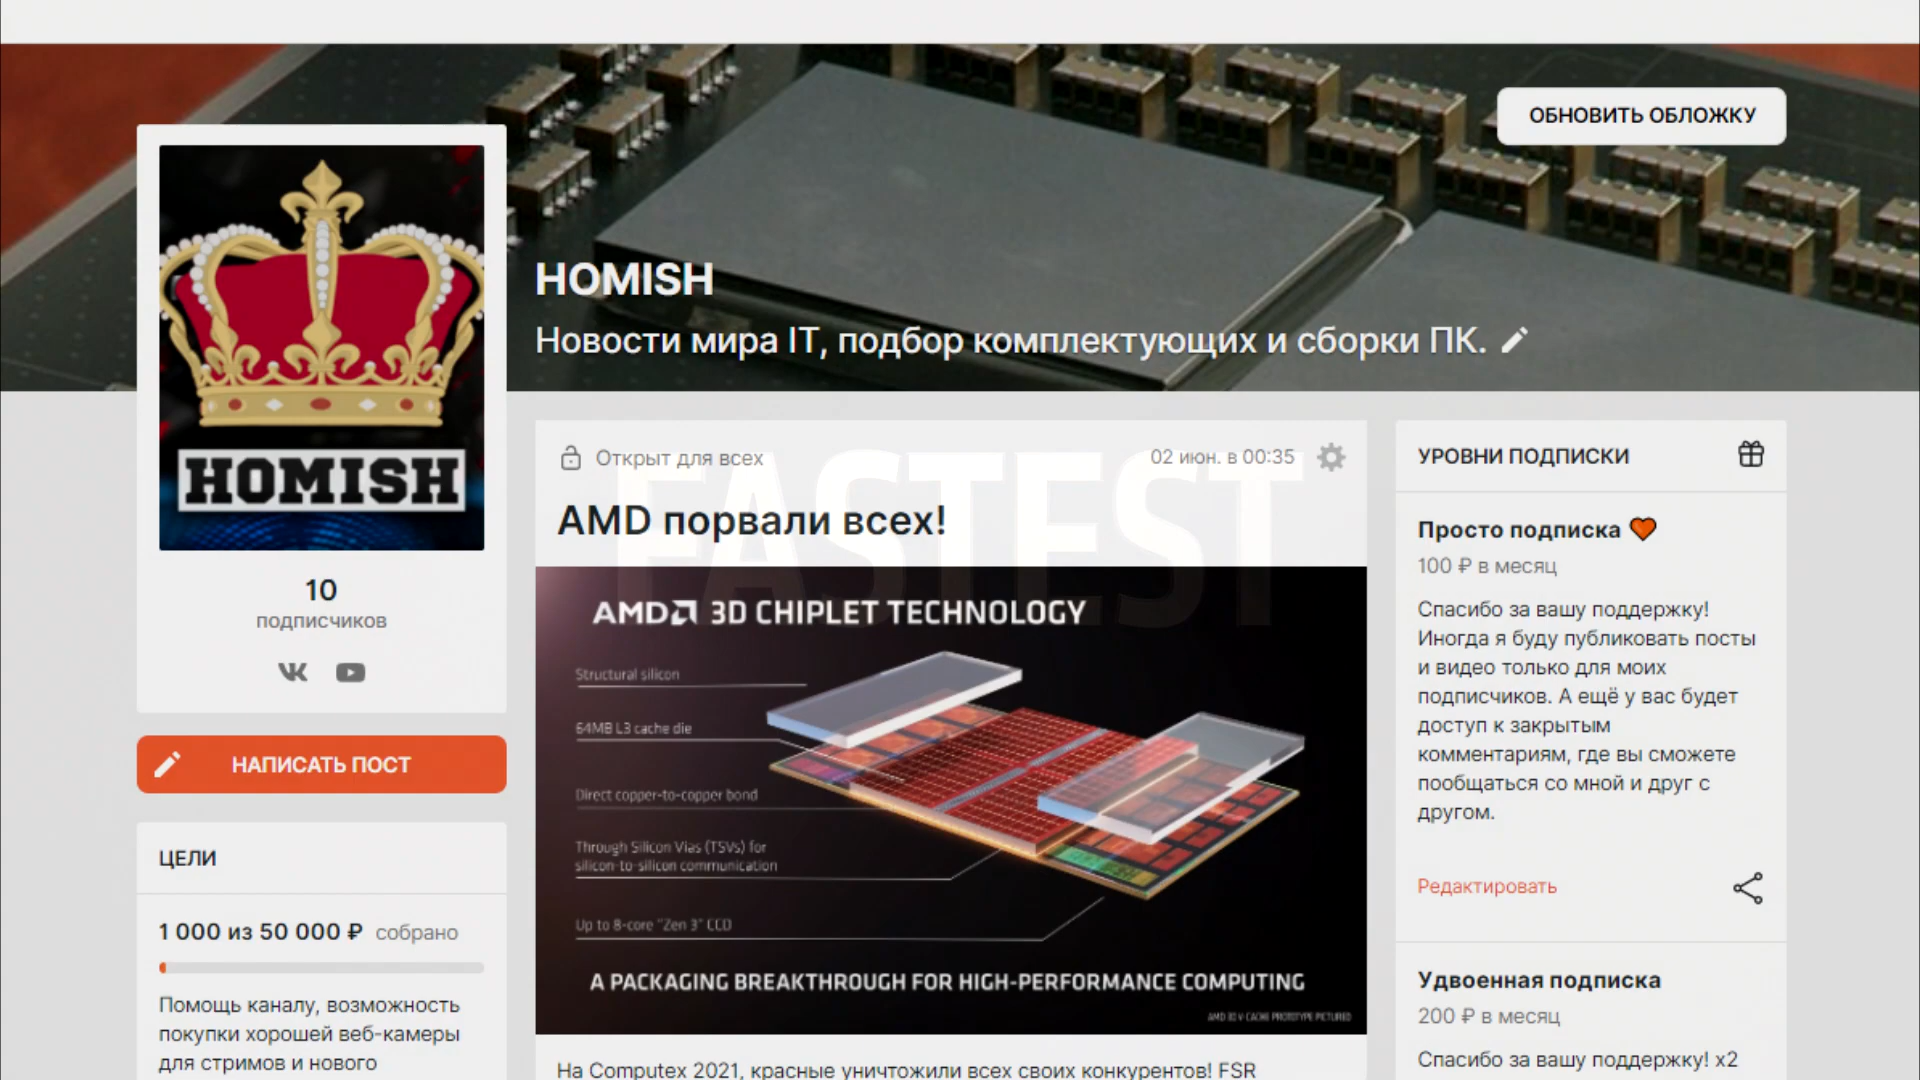 ОБНОВИТЬ ОБЛОЖКУ
HOMISH
Новости мира IT, подбор комплектующих и сборки ПК.
HOMISH
10
подписчиков
НАПИСАТЬ ПОСТ
ЦЕЛИ
1 000 из 50 000 ₽ собрано
Помощь каналу, возможность
покупки хорошей веб-камеры
для стримов и нового
Открыт для всех
02 июн. в 00:35
FASTEST
AMD порвали всех!
AMD 3D CHIPLET TECHNOLOGY
Structural silicon
64MB L3 cache die
Direct copper-to-copper bond
Through Silicon Vias (TSVs) for
silicon-to-silicon communication
Up to 8-core "Zen 3" CCD
A PACKAGING BREAKTHROUGH FOR HIGH-PERFORMANCE COMPUTING
AMD 3D V-CACHE PROTOTYPE PICTURED
На Computex 2021, красные уничтожили всех своих конкурентов! FSR
УРОВНИ ПОДПИСКИ
Просто подписка
100 ₽ в месяц
Спасибо за вашу поддержку!
Иногда я буду публиковать посты
и видео только для моих
подписчиков. А ещё у вас будет
доступ к закрытым
комментариям, где вы сможете
пообщаться со мной и друг с
другом.
Редактировать
Удвоенная подписка
200 ₽ в месяц
Спасибо за вашу поддержку! x2